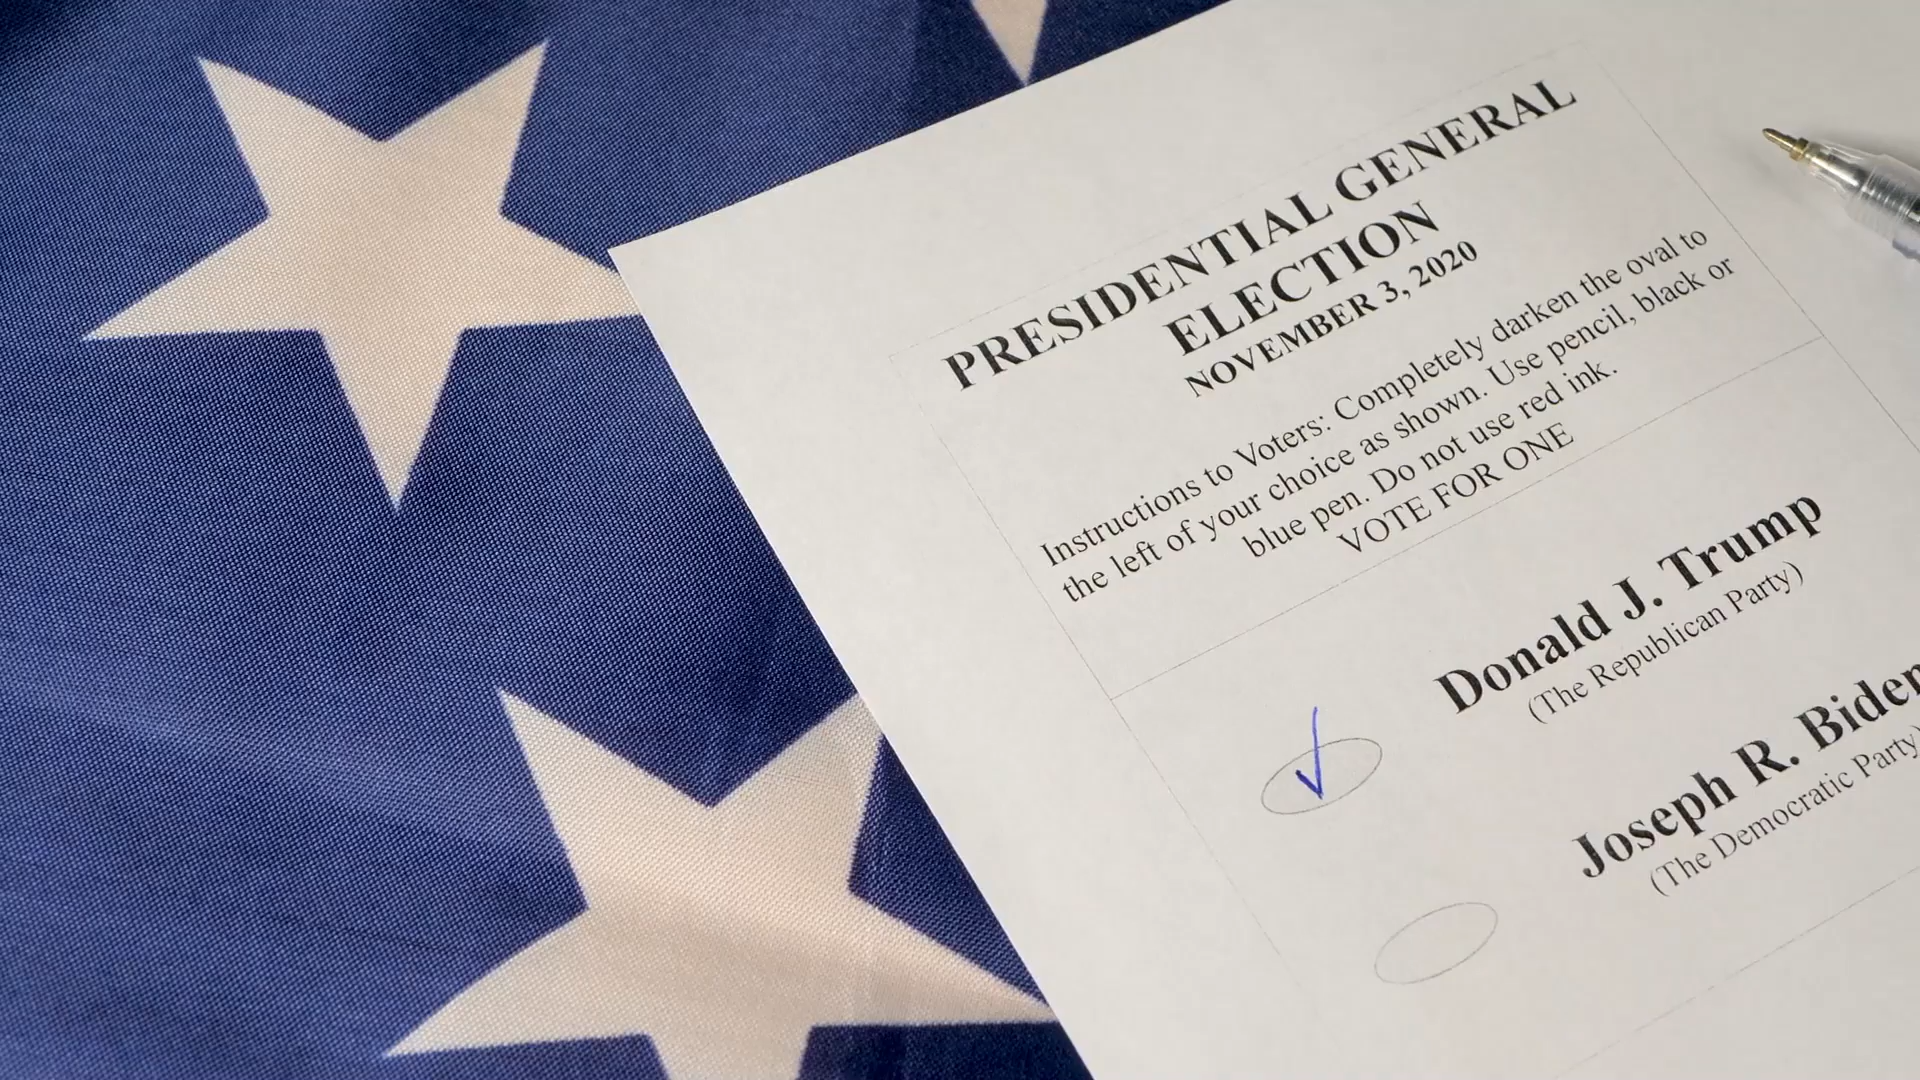 PRESIDENTIAL GENERAL
ELECTION
NOVEMBER 3, 2020
Instructions to Voters: Completely darken the oval to
the left of your choice as shown. Use pencil, black or
blue pen. Do not use red ink.
VOTE FOR ONE
Donald J. Trump
(The Republican Party)
Joseph R. Biden
(The Democratic Party)